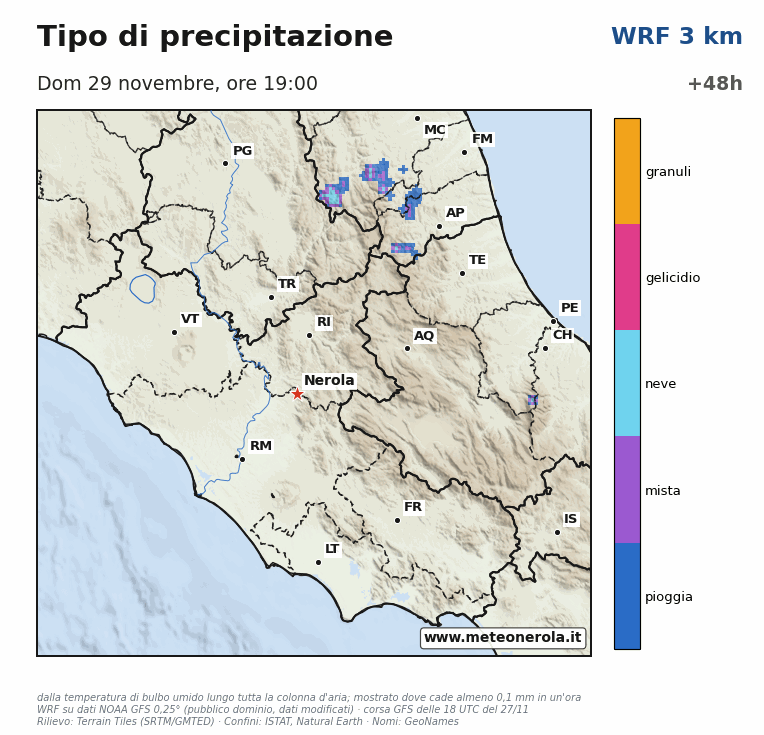 Tipo di precipitazione
WRF 3 km
Dom 29 novembre, ore 19:00
+48h
MC
FM
PG
AP
TE
TR
PE
VT
RI
AQ
CH
Nerola
RM
FR
IS
LT
www.meteonerola.it
granuli
gelicidio
neve
mista
pioggia
dalla temperatura di bulbo umido lungo tutta la colonna d'aria; mostrato dove cade almeno 0,1 mm in un'ora
WRF su dati NOAA GFS 0,25° (pubblico dominio, dati modificati) · corsa GFS delle 18 UTC del 27/11
Rilievo: Terrain Tiles (SRTM/GMTED) · Confini: ISTAT, Natural Earth · Nomi: GeoNames